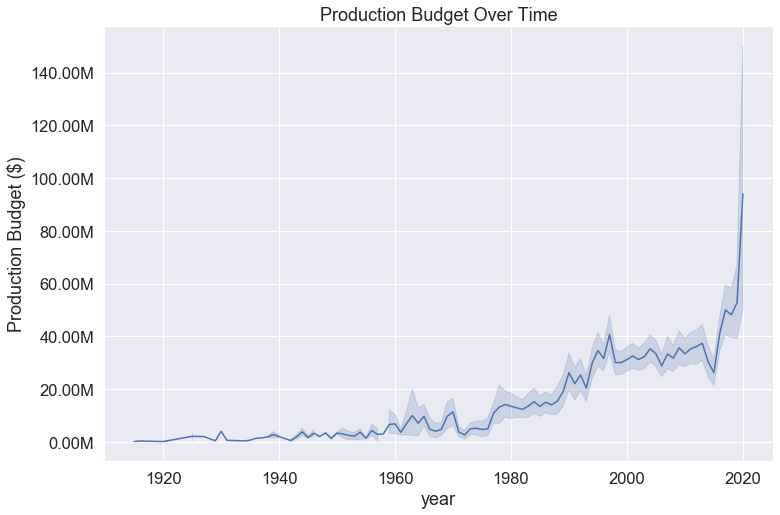 Production Budget Over Time
140.00M
120.00M
100.00M
80.00M
60.00M
40.00M
20.00M
0.00M
Production Budget ($)
1920 1940 1960 1980 2000 2020
year